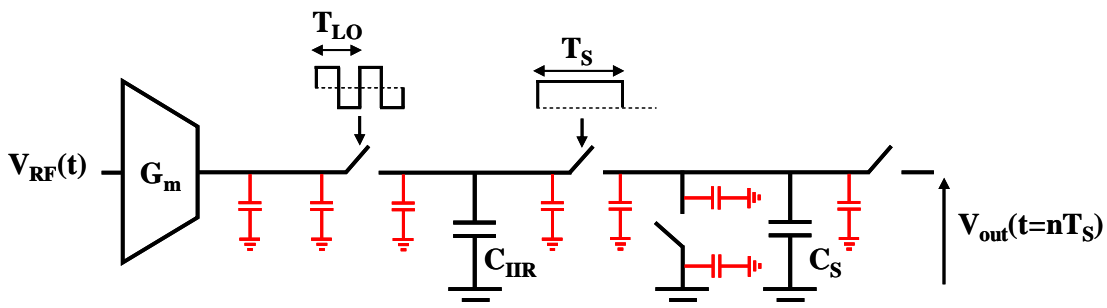 T_LO
T_S
V_RF(t)
G_m
C_IIR
C_S
V_out(t=nT_S)